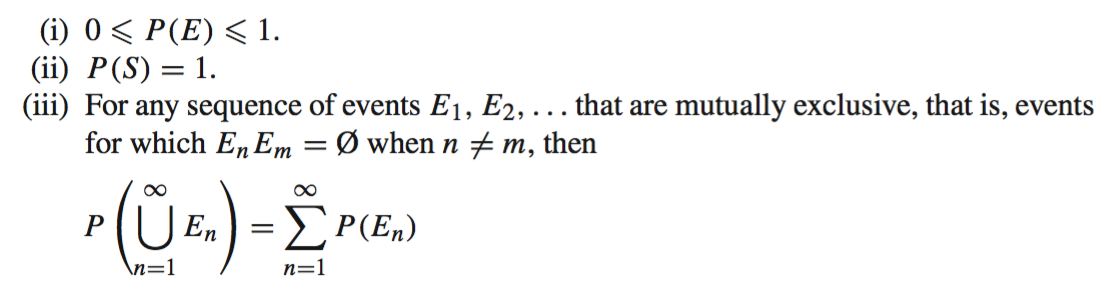 (i) 0 ⩽ P(E) ⩽ 1.
(ii) P(S) = 1.
(iii) For any sequence of events E₁, E₂, ... that are mutually exclusive, that is, events
for which EₙEₘ = Ø when n ≠ m, then
P(⋃ₙ₌₁^∞ Eₙ) = ∑ₙ₌₁^∞ P(Eₙ)